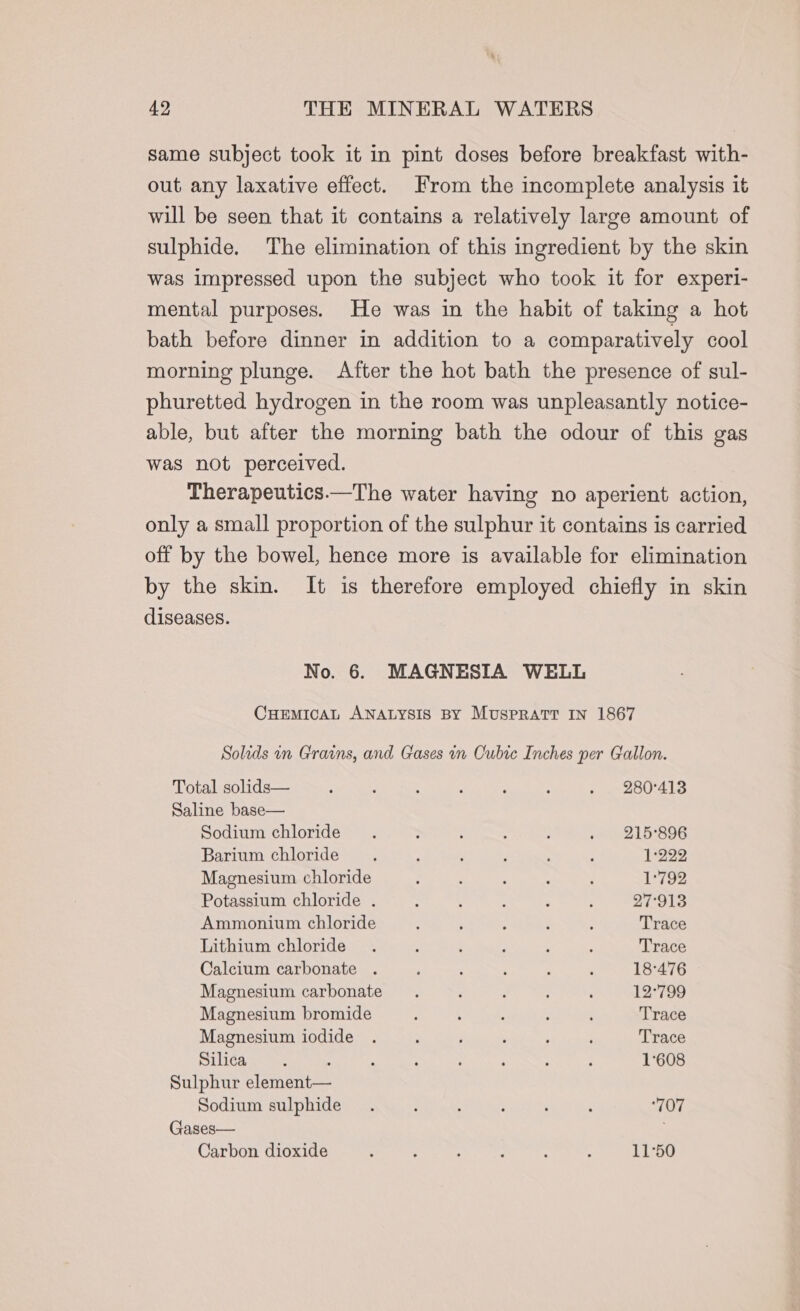 42 THE MINERAL WATERS
same subject took it in pint doses before breakfast with-
out any laxative effect. From the incomplete analysis it
will be seen that it contains a relatively large amount of
sulphide. The elimination of this ingredient by the skin
was impressed upon the subject who took it for experi-
mental purposes. He was in the habit of taking a hot
bath before dinner in addition to a comparatively cool
morning plunge. After the hot bath the presence of sul-
phuretted hydrogen in the room was unpleasantly notice-
able, but after the morning bath the odour of this gas
was not perceived.
Therapeutics.—The water having no aperient action,
only a small proportion of the sulphur it contains is carried
off by the bowel, hence more is available for elimination
by the skin. It is therefore employed chiefly in skin
diseases.
No. 6. MAGNESIA WELL
CHEMICAL ANALYSIS BY MUSPRATT IN 1867
Solids in Grains, and Gases in Cubic Inches per Gallon.
Total solids— . . . . . . . 280·413
Saline base—
Sodium chloride . . . . . . 215·896
Barium chloride . . . . . . 1·222
Magnesium chloride . . . . . 1·792
Potassium chloride . . . . . . 27·913
Ammonium chloride . . . . . Trace
Lithium chloride . . . . . . Trace
Calcium carbonate . . . . . . 18·476
Magnesium carbonate . . . . . 12·799
Magnesium bromide . . . . . Trace
Magnesium iodide . . . . . . Trace
Silica . . . . . . . . 1·608
Sulphur element—
Sodium sulphide . . . . . . ·707
Gases—
Carbon dioxide . . . . . . 11·50